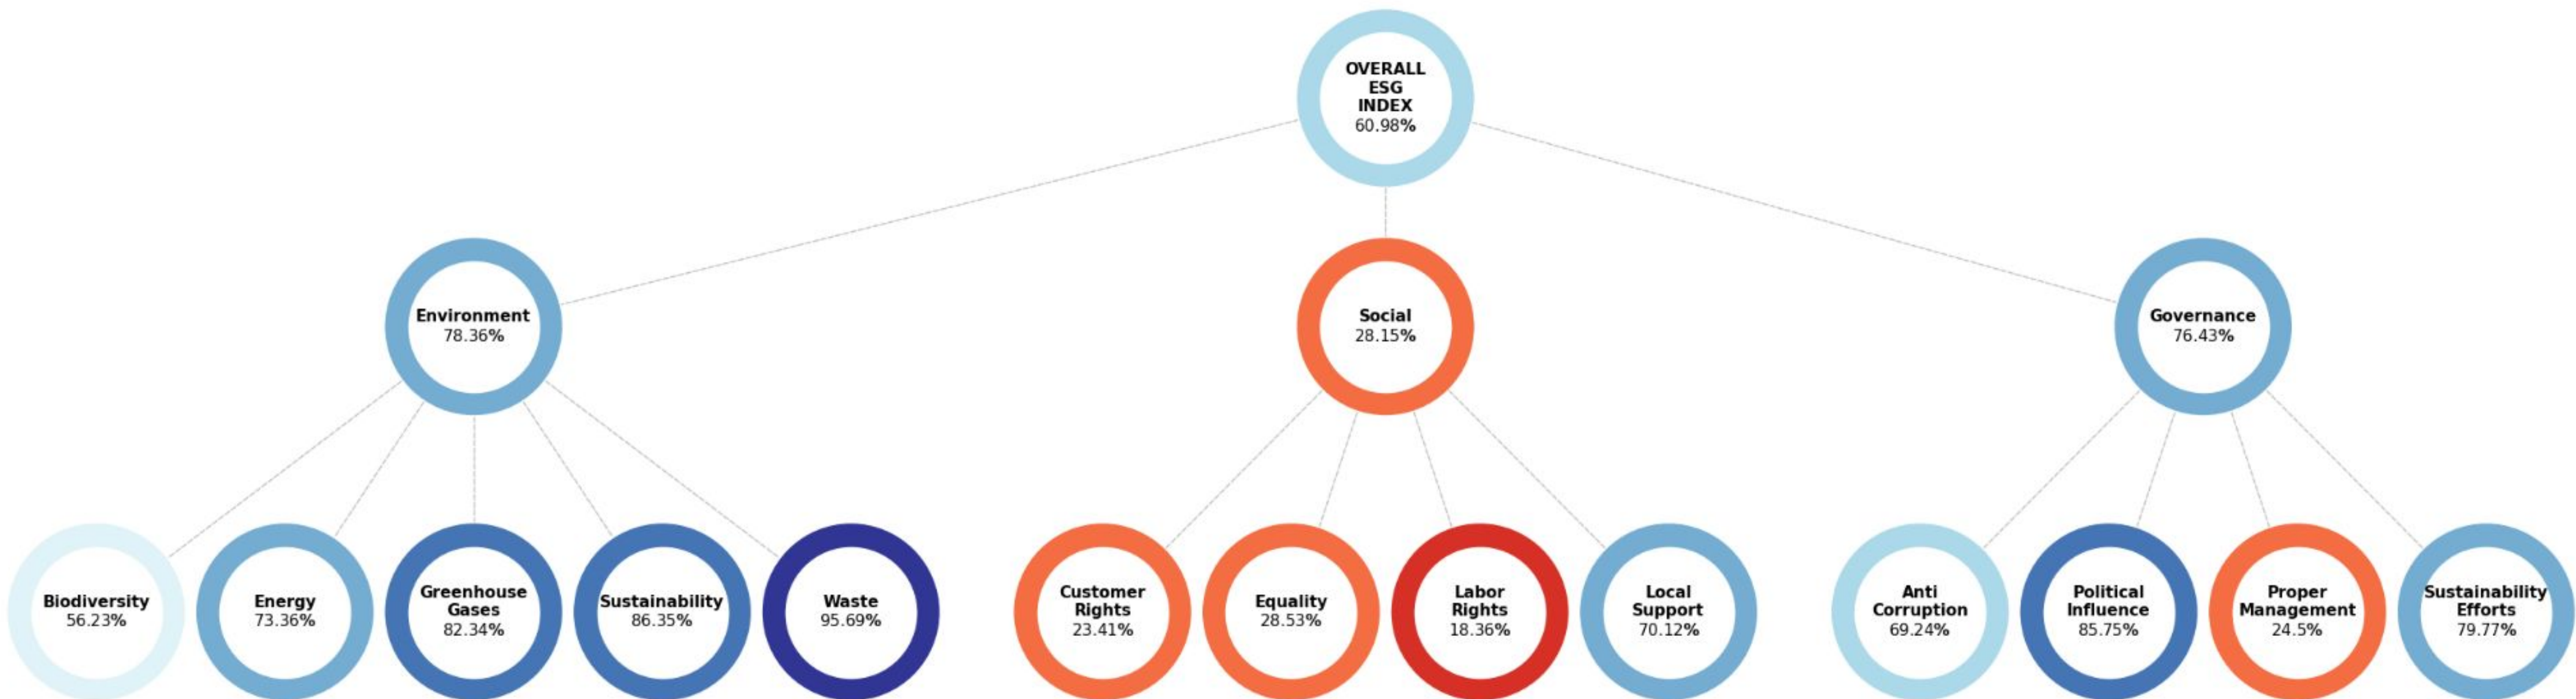 OVERALL
ESG
INDEX
60.98%
Environment
78.36%
Social
28.15%
Governance
76.43%
Biodiversity
56.23%
Energy
73.36%
Greenhouse
Gases
82.34%
Sustainability
86.35%
Waste
95.69%
Customer
Rights
23.41%
Equality
28.53%
Labor
Rights
18.36%
Local
Support
70.12%
Anti
Corruption
69.24%
Political
Influence
85.75%
Proper
Management
24.5%
Sustainability
Efforts
79.77%